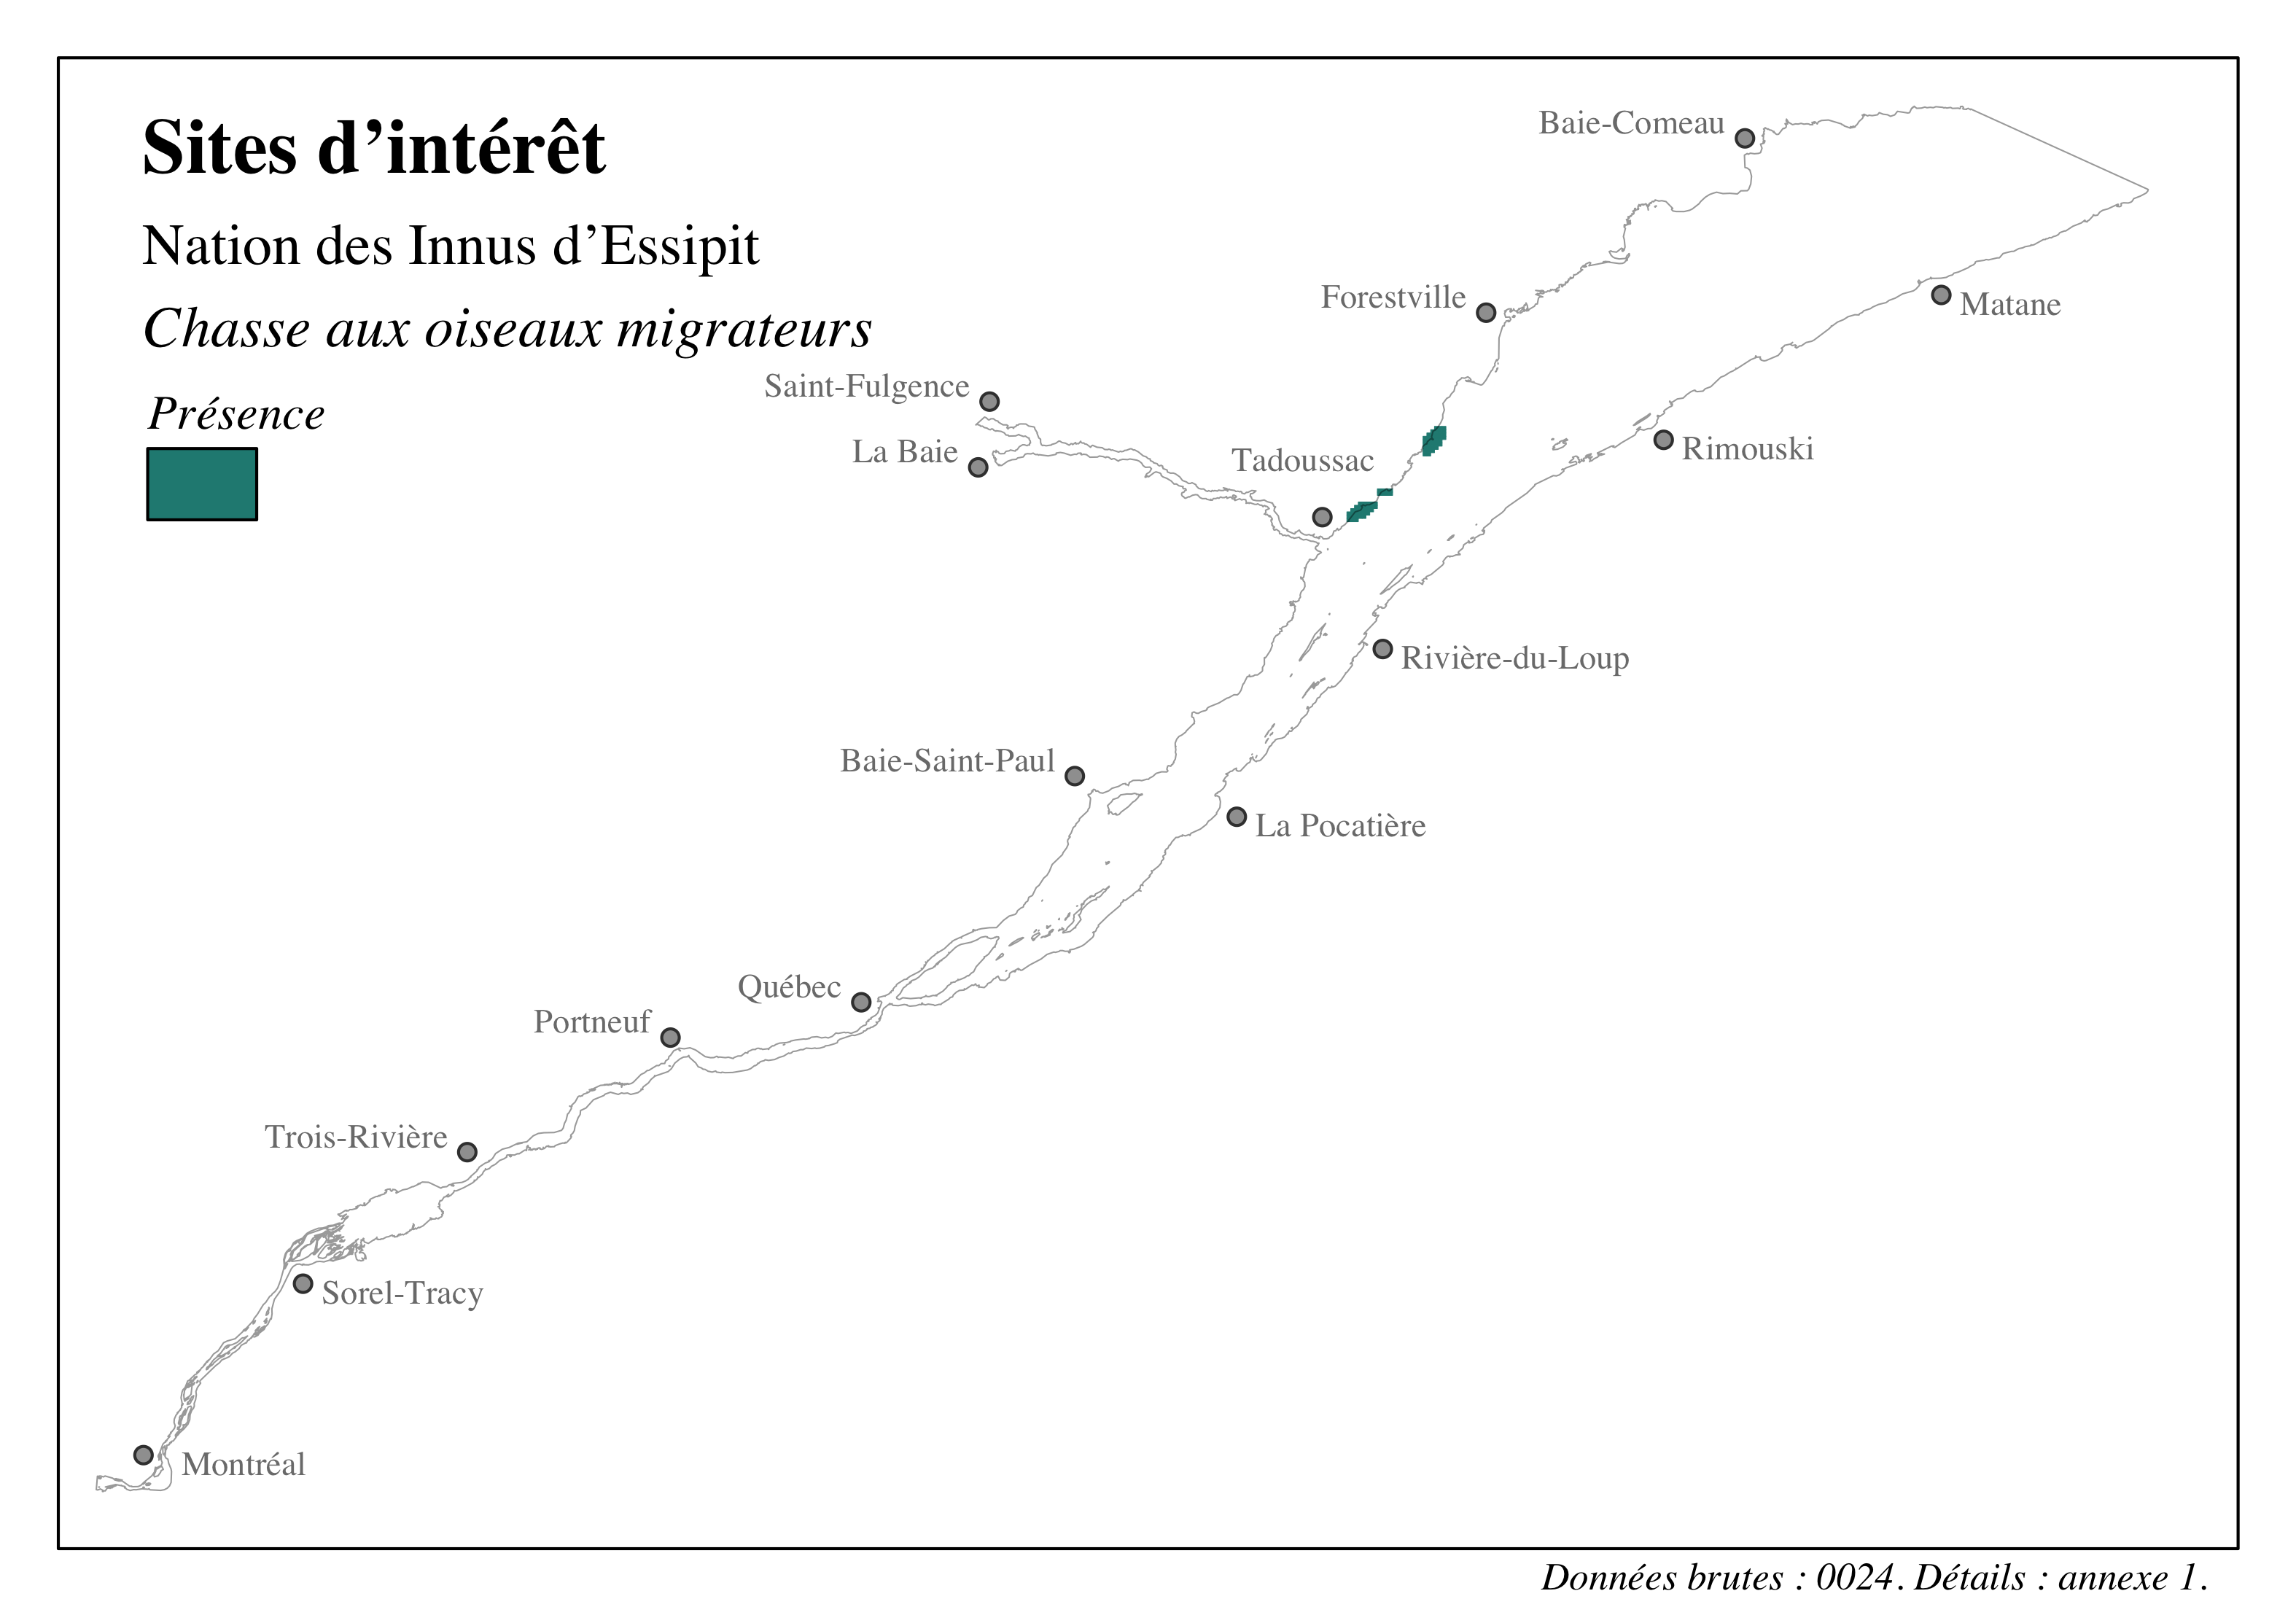 Sites d’intérêt
Nation des Innus d’Essipit
Chasse aux oiseaux migrateurs
Présence
Baie-Comeau
Forestville
Matane
Saint-Fulgence
La Baie
Tadoussac
Rimouski
Rivière-du-Loup
Baie-Saint-Paul
La Pocatière
Québec
Portneuf
Trois-Rivière
Sorel-Tracy
Montréal
Données brutes : 0024. Détails : annexe 1.